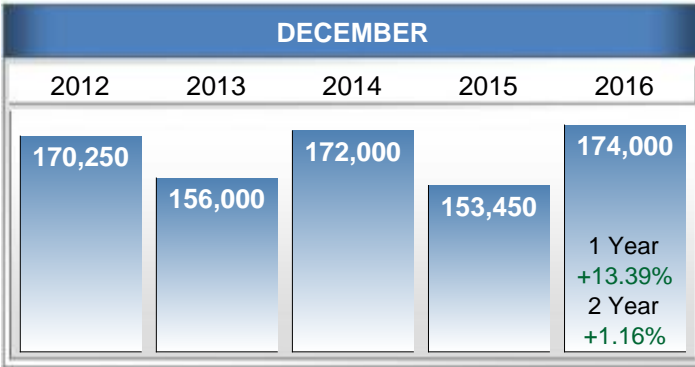 DECEMBER
2012 2013 2014 2015 2016
170,250 156,000 172,000 153,450 174,000
1 Year
+13.39%
2 Year
+1.16%